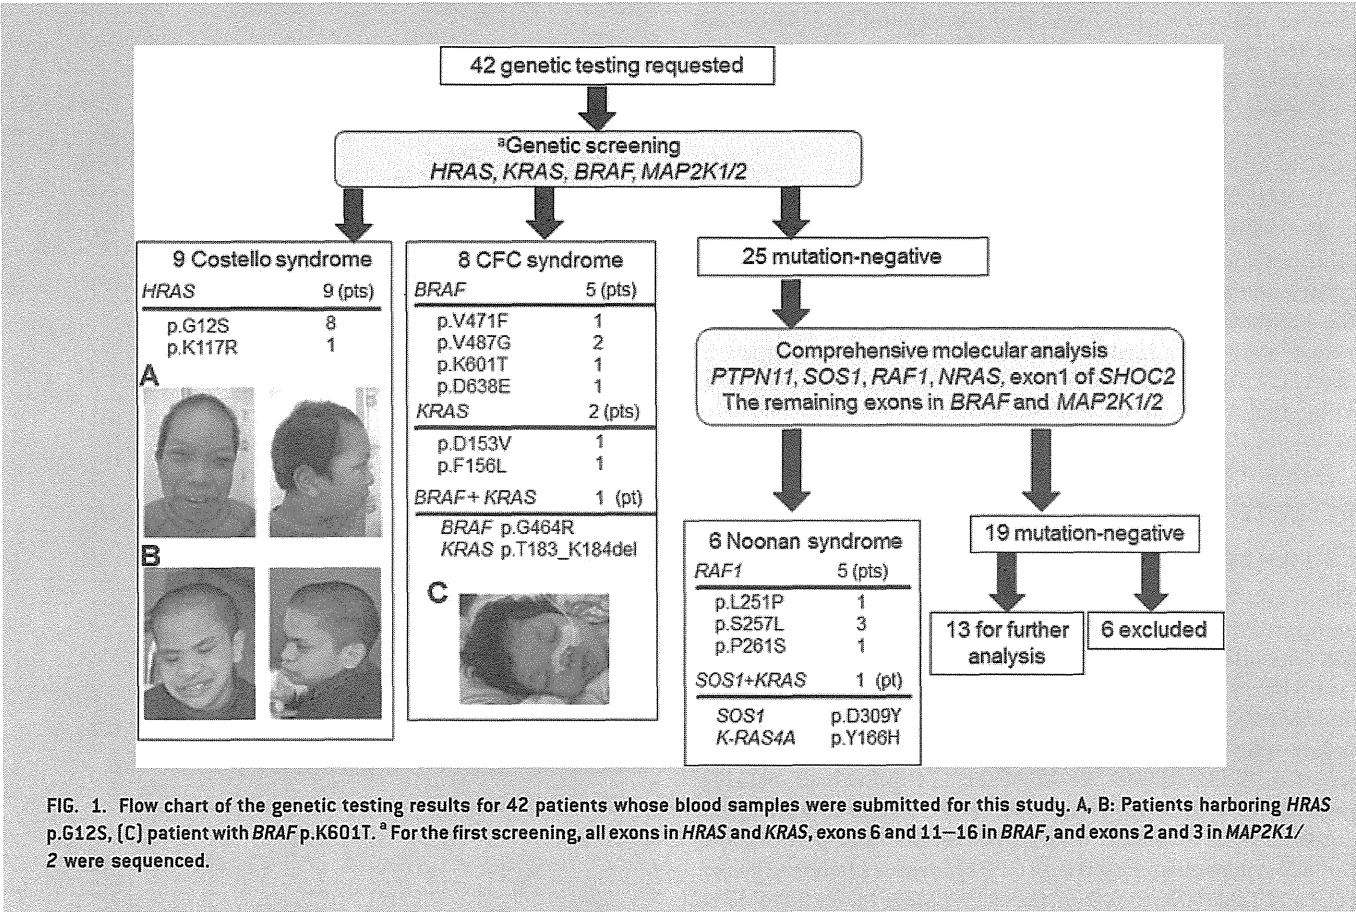 42 genetic testing requested
aGenetic screening
HRAS, KRAS, BRAF, MAP2K1/2
9 Costello syndrome
HRAS 9 (pts)
p.G12S 8
p.K117R 1
A
B
8 CFC syndrome
BRAF 5 (pts)
p.V471F 1
p.V487G 2
p.K601T 1
p.D638E 1
KRAS 2 (pts)
p.D153V 1
p.F156L 1
BRAF+ KRAS 1 (pt)
BRAF p.G464R
KRAS p.T183_K184del
C
25 mutation-negative
Comprehensive molecular analysis
PTPN11, SOS1, RAF1, NRAS, exon1 of SHOC2
The remaining exons in BRAF and MAP2K1/2
6 Noonan syndrome
RAF1 5 (pts)
p.L251P 1
p.S257L 3
p.P261S 1
SOS1+KRAS 1 (pt)
SOS1 p.D309Y
K-RAS4A p.Y166H
19 mutation-negative
13 for further
analysis
6 excluded
FIG. 1. Flow chart of the genetic testing results for 42 patients whose blood samples were submitted for this study. A, B: Patients harboring HRAS
p.G12S, (C) patient with BRAF p.K601T. a For the first screening, all exons in HRAS and KRAS, exons 6 and 11–16 in BRAF, and exons 2 and 3 in MAP2K1/
2 were sequenced.